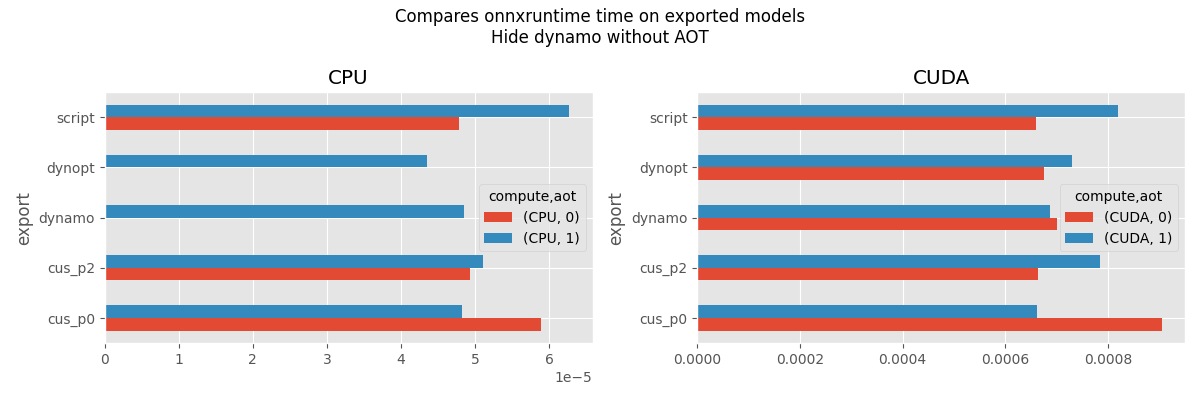 Compares onnxruntime time on exported models
Hide dynamo without AOT
CPU
export
script
dynopt
dynamo
cus_p2
cus_p0
compute,aot
(CPU, 0)
(CPU, 1)
0 1 2 3 4 5 6
1e−5
CUDA
export
script
dynopt
dynamo
cus_p2
cus_p0
compute,aot
(CUDA, 0)
(CUDA, 1)
0.0000 0.0002 0.0004 0.0006 0.0008